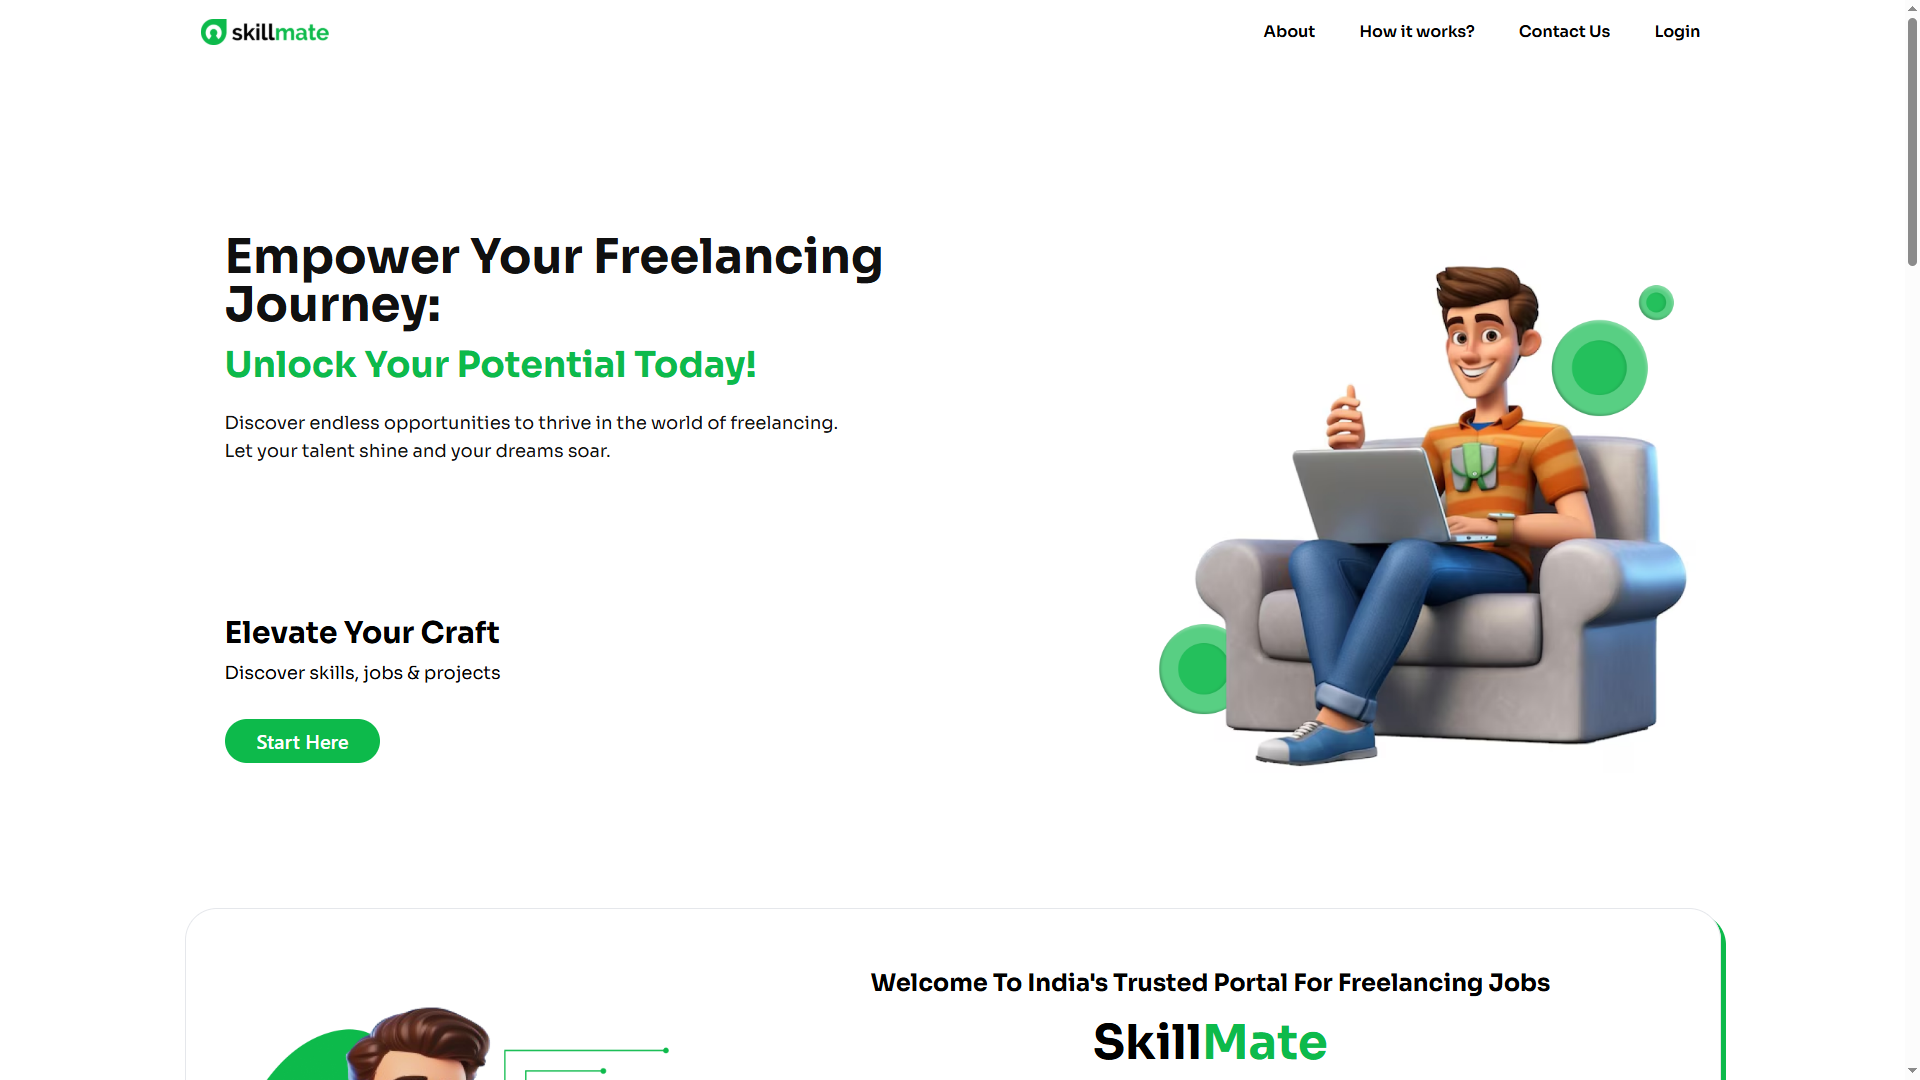 skillmate
About
How it works?
Contact Us
Login
Empower Your Freelancing
Journey:
Unlock Your Potential Today!
Discover endless opportunities to thrive in the world of freelancing.
Let your talent shine and your dreams soar.
Elevate Your Craft
Discover skills, jobs & projects
Start Here
Welcome To India's Trusted Portal For Freelancing Jobs
SkillMate